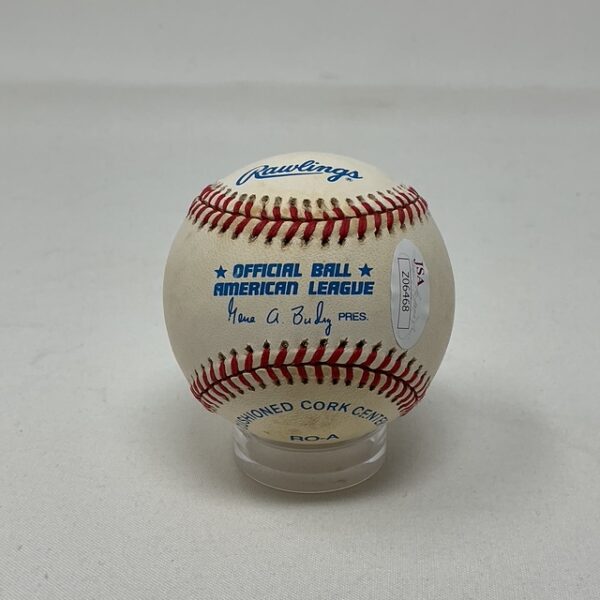 Rawlings®
★ OFFICIAL BALL ★
AMERICAN LEAGUE
Gene A. Budig PRES.
CUSHIONED CORK CENTER
RO-A
JSA
Z06468